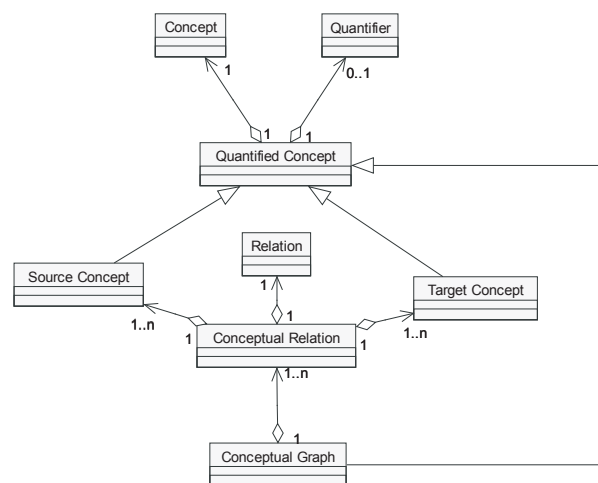 Concept
Quantifier
1
0..1
1
1
Quantified Concept
Relation
Source Concept
Target Concept
1
1..n
1
1..n
1
1
Conceptual Relation
1..n
1
Conceptual Graph